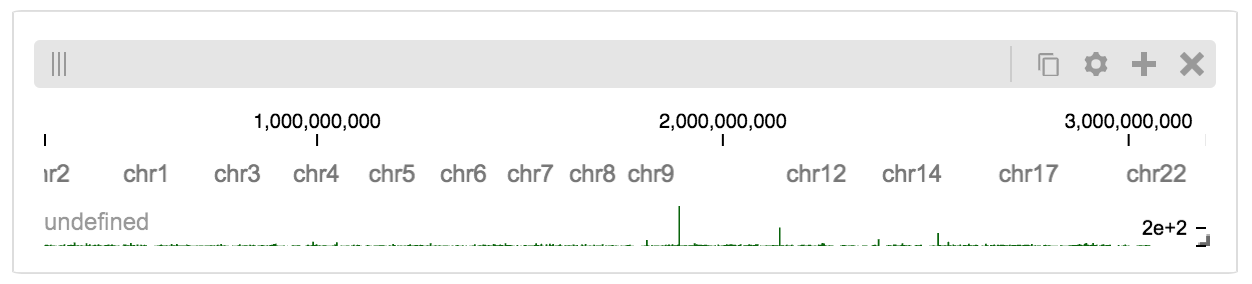 1,000,000,000 2,000,000,000 3,000,000,000
chr1 chr3 chr4 chr5 chr6 chr7 chr8 chr9 chr12 chr14 chr17 chr22
undefined
2e+2